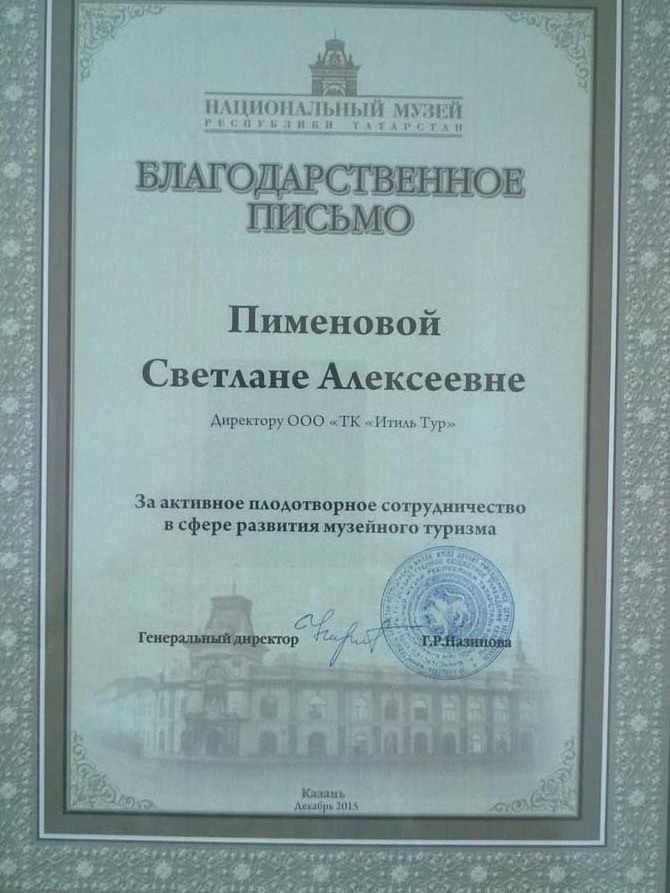 НАЦИОНАЛЬНЫЙ МУЗЕЙ
РЕСПУБЛИКИ ТАТАРСТАН
БЛАГОДАРСТВЕННОЕ
ПИСЬМО
Пименовой
Светлане Алексеевне
Директору ООО «ТК «Итиль Тур»
За активное плодотворное сотрудничество
в сфере развития музейного туризма
Генеральный директор
Г.Р.Назипова
Казань
Декабрь 2015